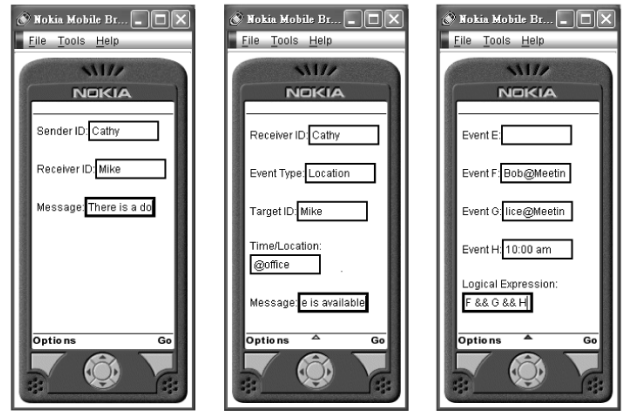 Nokia Mobile Br...
File Tools Help
NOKIA
Sender ID: Cathy
Receiver ID: Mike
Message: There is a do
Options Go
Nokia Mobile Br...
File Tools Help
NOKIA
Receiver ID: Cathy
Event Type: Location
Target ID: Mike
Time/Location:
@office
Message: e is available
Options Go
Nokia Mobile Br...
File Tools Help
NOKIA
Event E:
Event F: Bob@Meetin
Event G: lice@Meetin
Event H: 10:00 am
Logical Expression:
F && G && H
Options Go